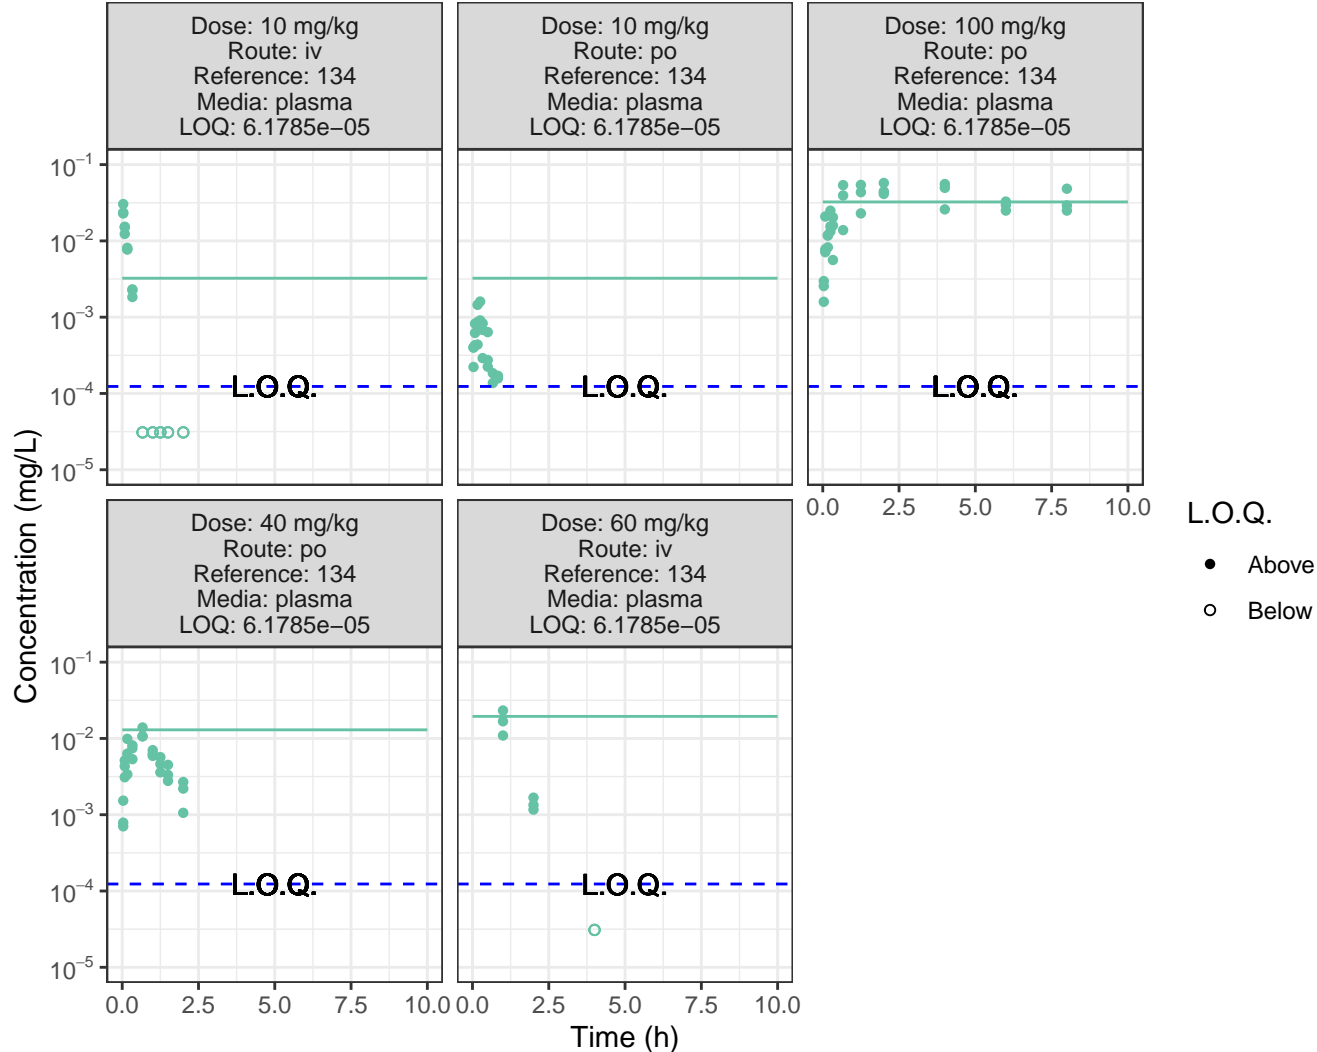 Dose: 10 mg/kg
Route: iv
Reference: 134
Media: plasma
LOQ: 6.1785e−05
Dose: 10 mg/kg
Route: po
Reference: 134
Media: plasma
LOQ: 6.1785e−05
Dose: 100 mg/kg
Route: po
Reference: 134
Media: plasma
LOQ: 6.1785e−05
10⁻¹
10⁻²
10⁻³
10⁻⁴
10⁻⁵
L.O.Q.
L.O.Q.
L.O.Q.
0.0 2.5 5.0 7.5 10.0
Dose: 40 mg/kg
Route: po
Reference: 134
Media: plasma
LOQ: 6.1785e−05
Dose: 60 mg/kg
Route: iv
Reference: 134
Media: plasma
LOQ: 6.1785e−05
10⁻¹
10⁻²
10⁻³
10⁻⁴
10⁻⁵
L.O.Q.
L.O.Q.
0.0 2.5 5.0 7.5 10.0
0.0 2.5 5.0 7.5 10.0
Time (h)
Concentration (mg/L)
L.O.Q.
Above
Below